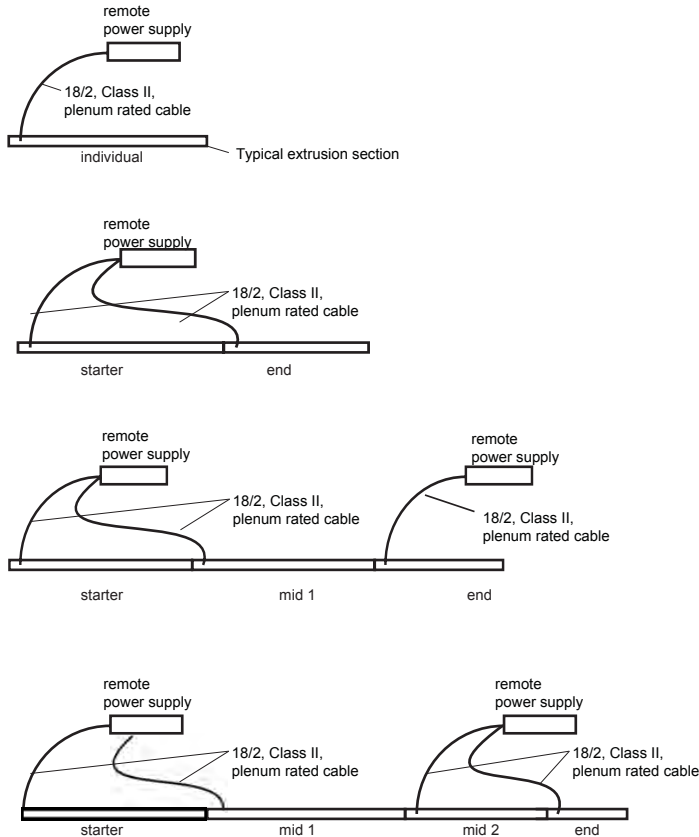 remote
power supply
18/2, Class II,
plenum rated cable
individual
Typical extrusion section
remote
power supply
18/2, Class II,
plenum rated cable
starter
end
remote
power supply
remote
power supply
18/2, Class II,
plenum rated cable
18/2, Class II,
plenum rated cable
starter
mid 1
end
remote
power supply
remote
power supply
18/2, Class II,
plenum rated cable
18/2, Class II,
plenum rated cable
starter
mid 1
mid 2
end